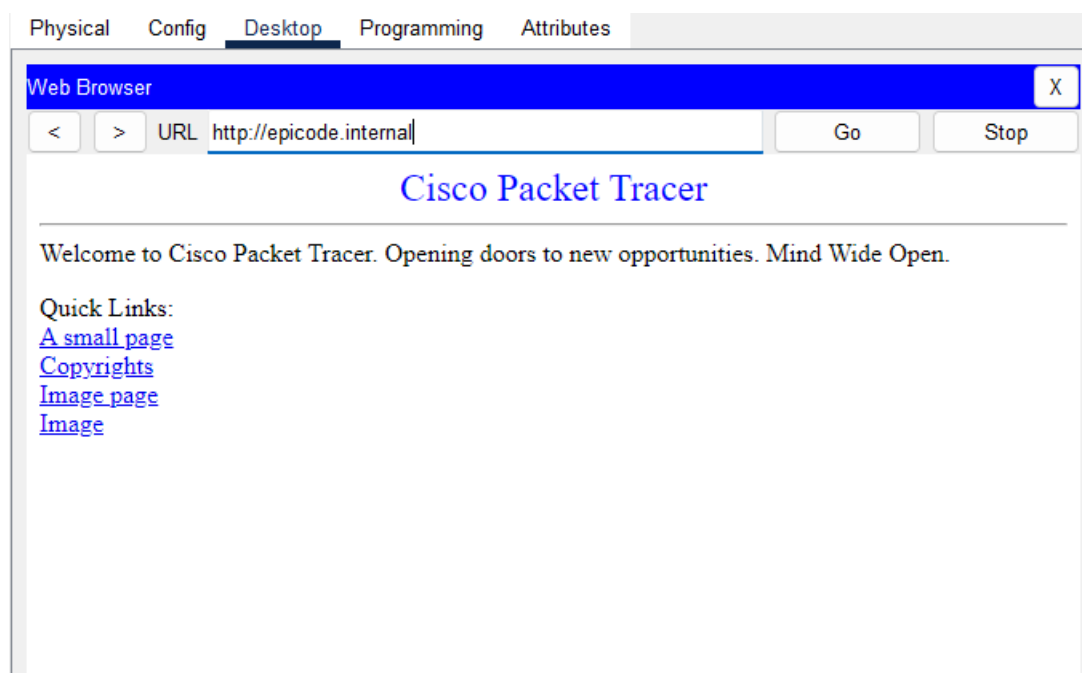 Physical Config Desktop Programming Attributes
Web Browser X
< > URL http://epicode.internal Go Stop
Cisco Packet Tracer
Welcome to Cisco Packet Tracer. Opening doors to new opportunities. Mind Wide Open.
Quick Links:
A small page
Copyrights
Image page
Image